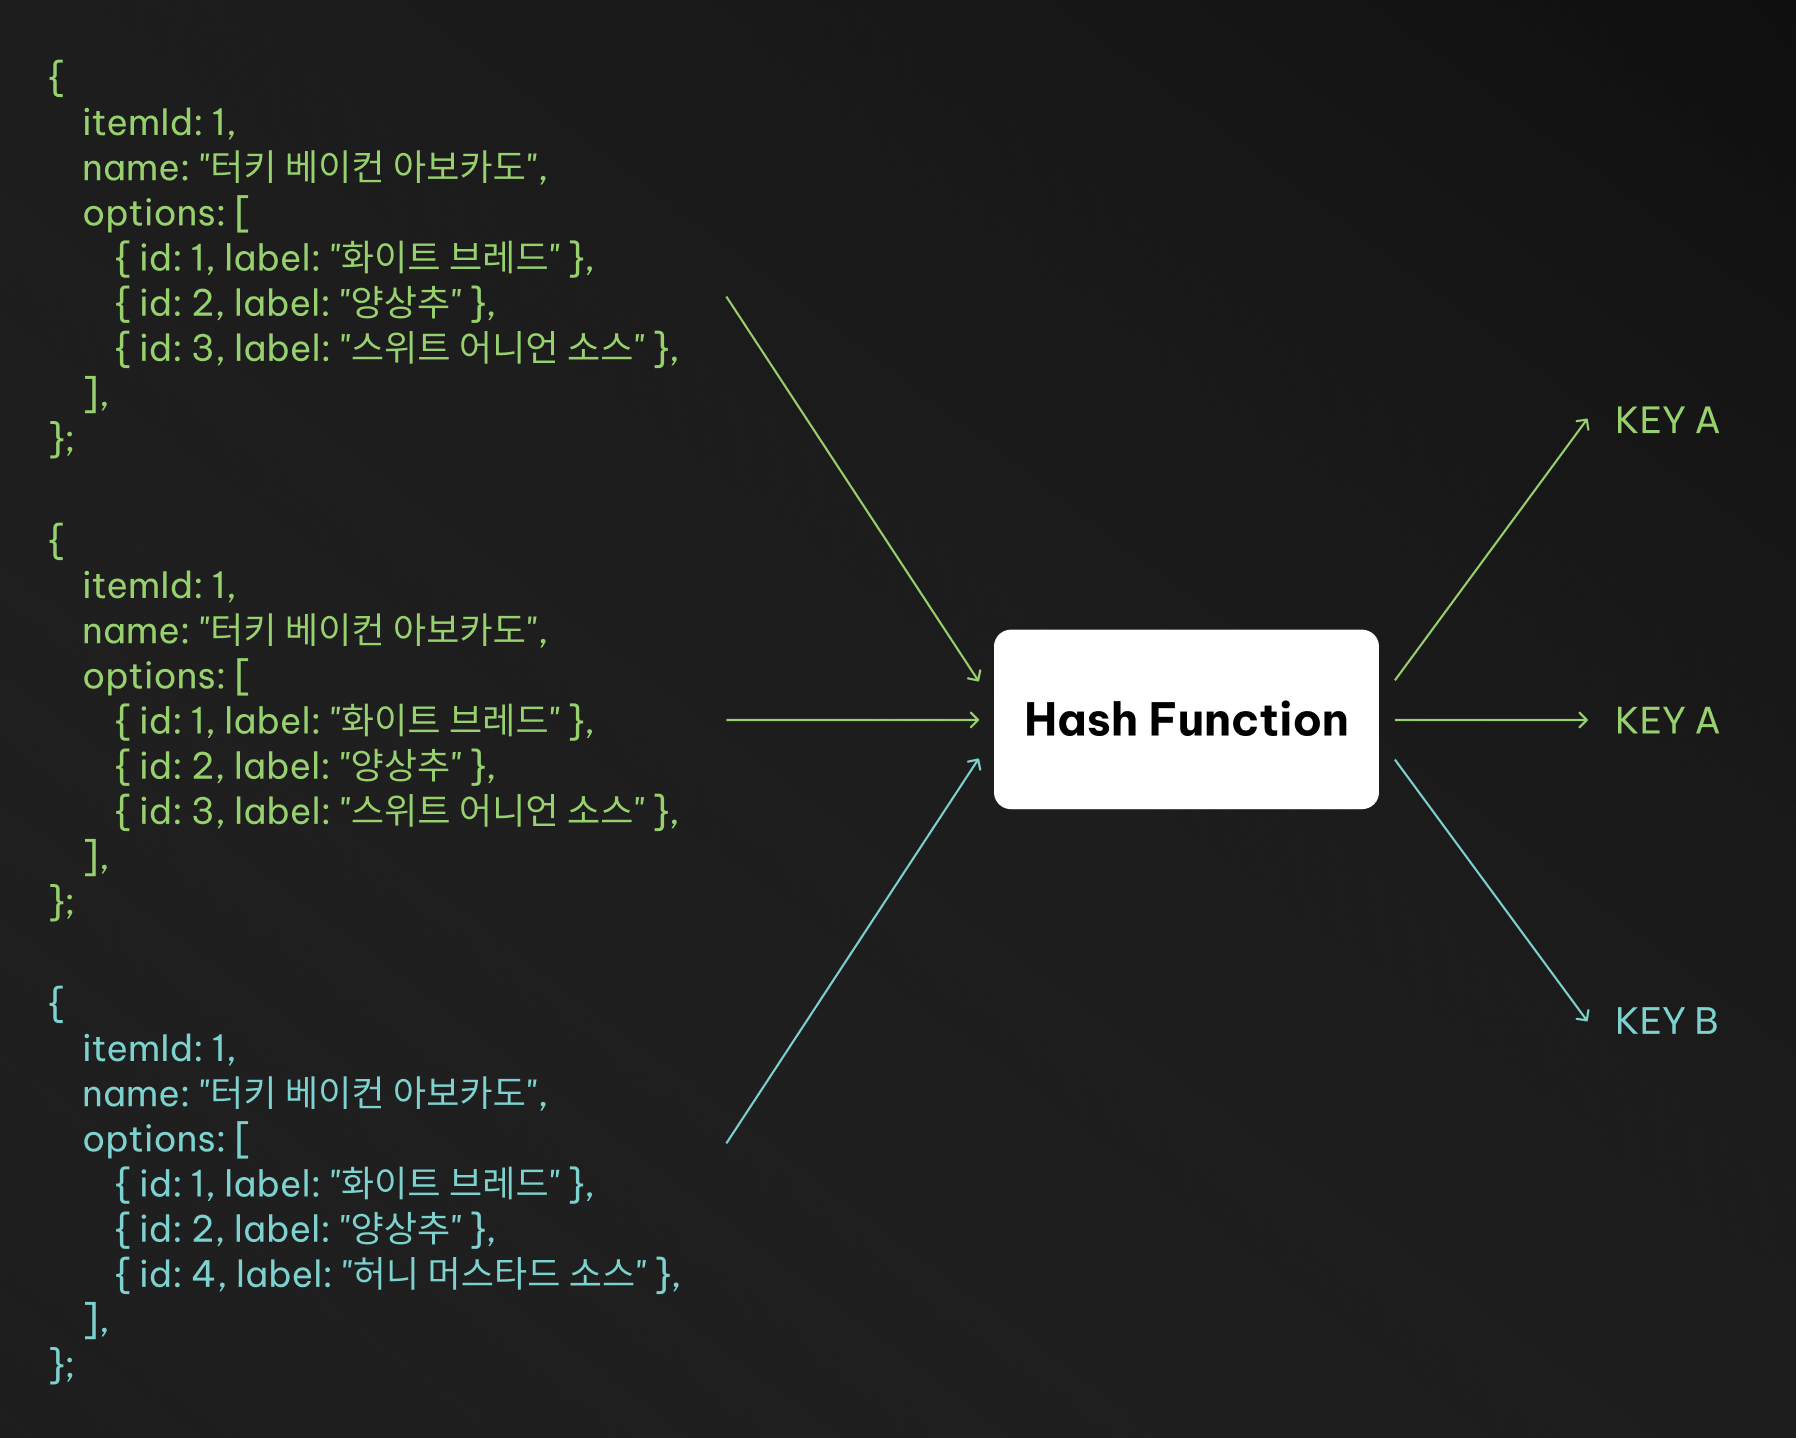 {
itemId: 1,
name: "터키 베이컨 아보카도",
options: [
{ id: 1, label: "화이트 브레드" },
{ id: 2, label: "양상추" },
{ id: 3, label: "스위트 어니언 소스" },
],
};
{
itemId: 1,
name: "터키 베이컨 아보카도",
options: [
{ id: 1, label: "화이트 브레드" },
{ id: 2, label: "양상추" },
{ id: 3, label: "스위트 어니언 소스" },
],
};
{
itemId: 1,
name: "터키 베이컨 아보카도",
options: [
{ id: 1, label: "화이트 브레드" },
{ id: 2, label: "양상추" },
{ id: 4, label: "허니 머스타드 소스" },
],
};
Hash Function
KEY A
KEY A
KEY B